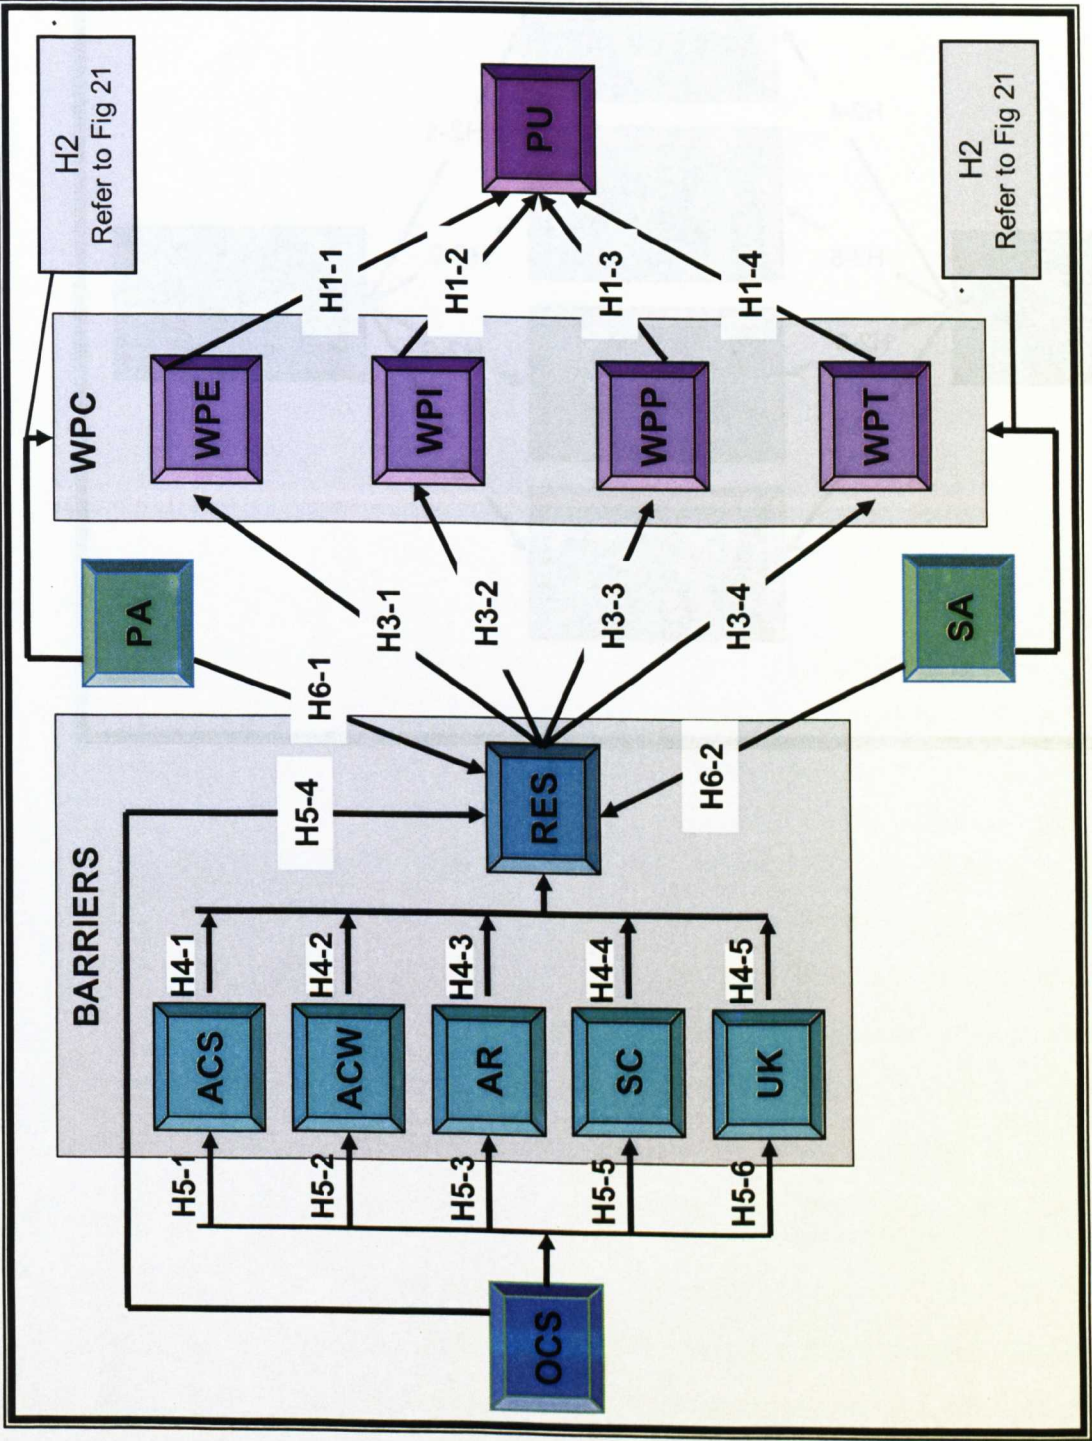 BARRIERS
WPC
H2
Refer to Fig 21
H2
Refer to Fig 21
OCS
H5-1
H5-2
H5-3
H5-5
H5-6
H5-4
ACS
ACW
AR
SC
UK
H4-1
H4-2
H4-3
H4-4
H4-5
RES
H6-1
H6-2
PA
SA
H3-1
H3-2
H3-3
H3-4
WPE
WPI
WPP
WPT
H1-1
H1-2
H1-3
H1-4
PU